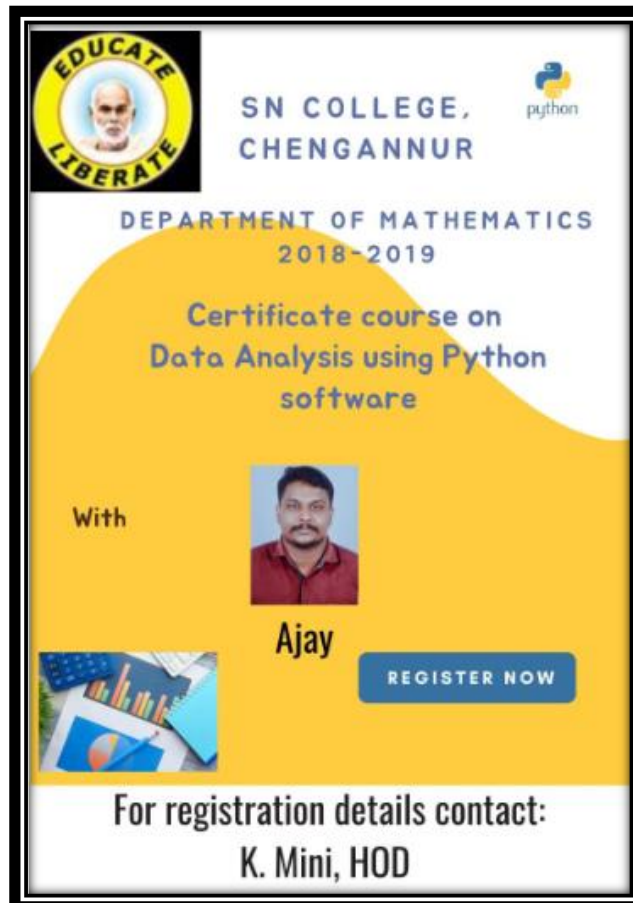 EDUCATE
LIBERATE
SN COLLEGE,
CHENGANNUR
python
DEPARTMENT OF MATHEMATICS
2018-2019
Certificate course on
Data Analysis using Python
software
With
Ajay
REGISTER NOW
For registration details contact:
K. Mini, HOD